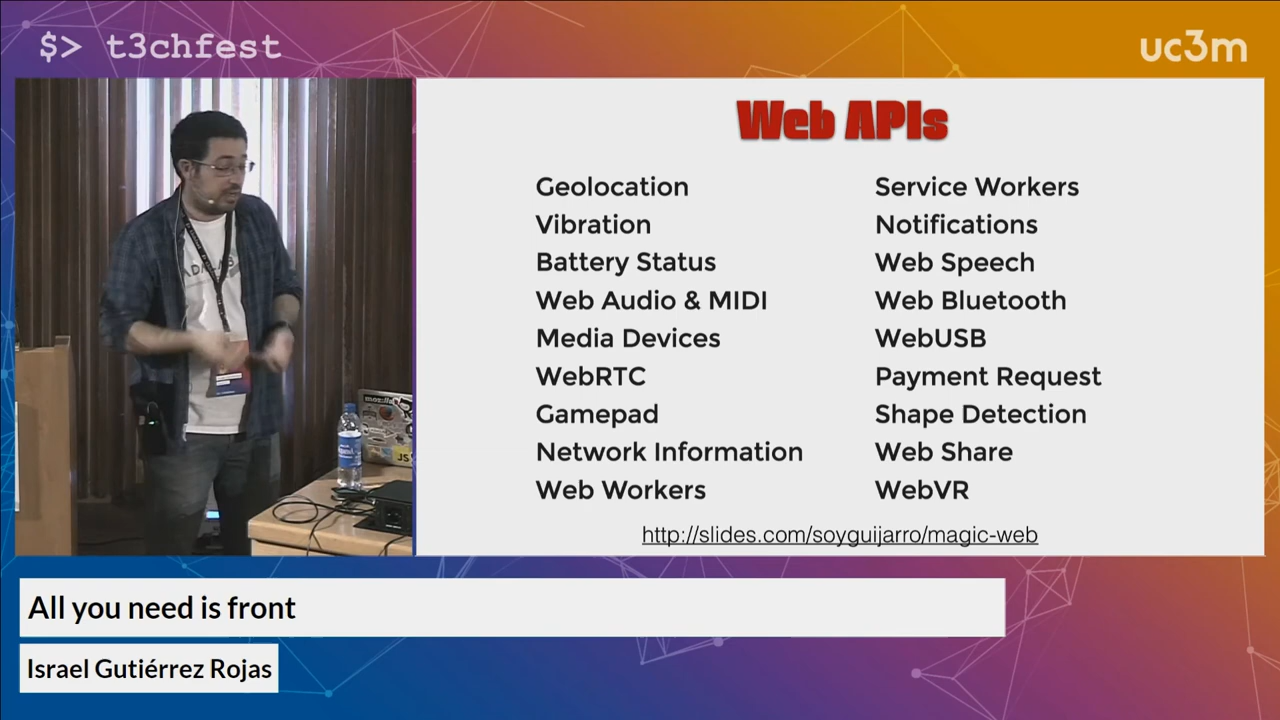 $> t3chfest
uc3m
Web APIs
Geolocation
Vibration
Battery Status
Web Audio & MIDI
Media Devices
WebRTC
Gamepad
Network Information
Web Workers
Service Workers
Notifications
Web Speech
Web Bluetooth
WebUSB
Payment Request
Shape Detection
Web Share
WebVR
http://slides.com/soyguijarro/magic-web
JS
All you need is front
Israel Gutiérrez Rojas